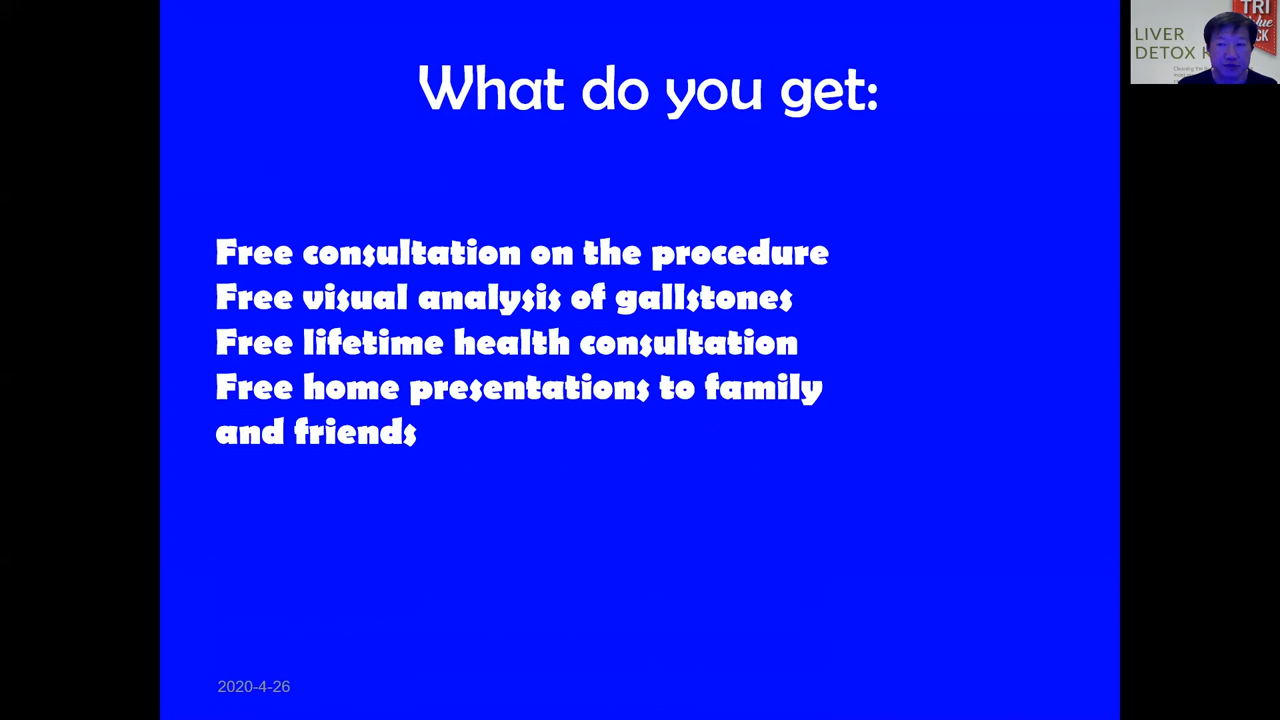 What do you get:
Free consultation on the procedure
Free visual analysis of gallstones
Free lifetime health consultation
Free home presentations to family
and friends
2020-4-26
LIVER
DETOX
TRI